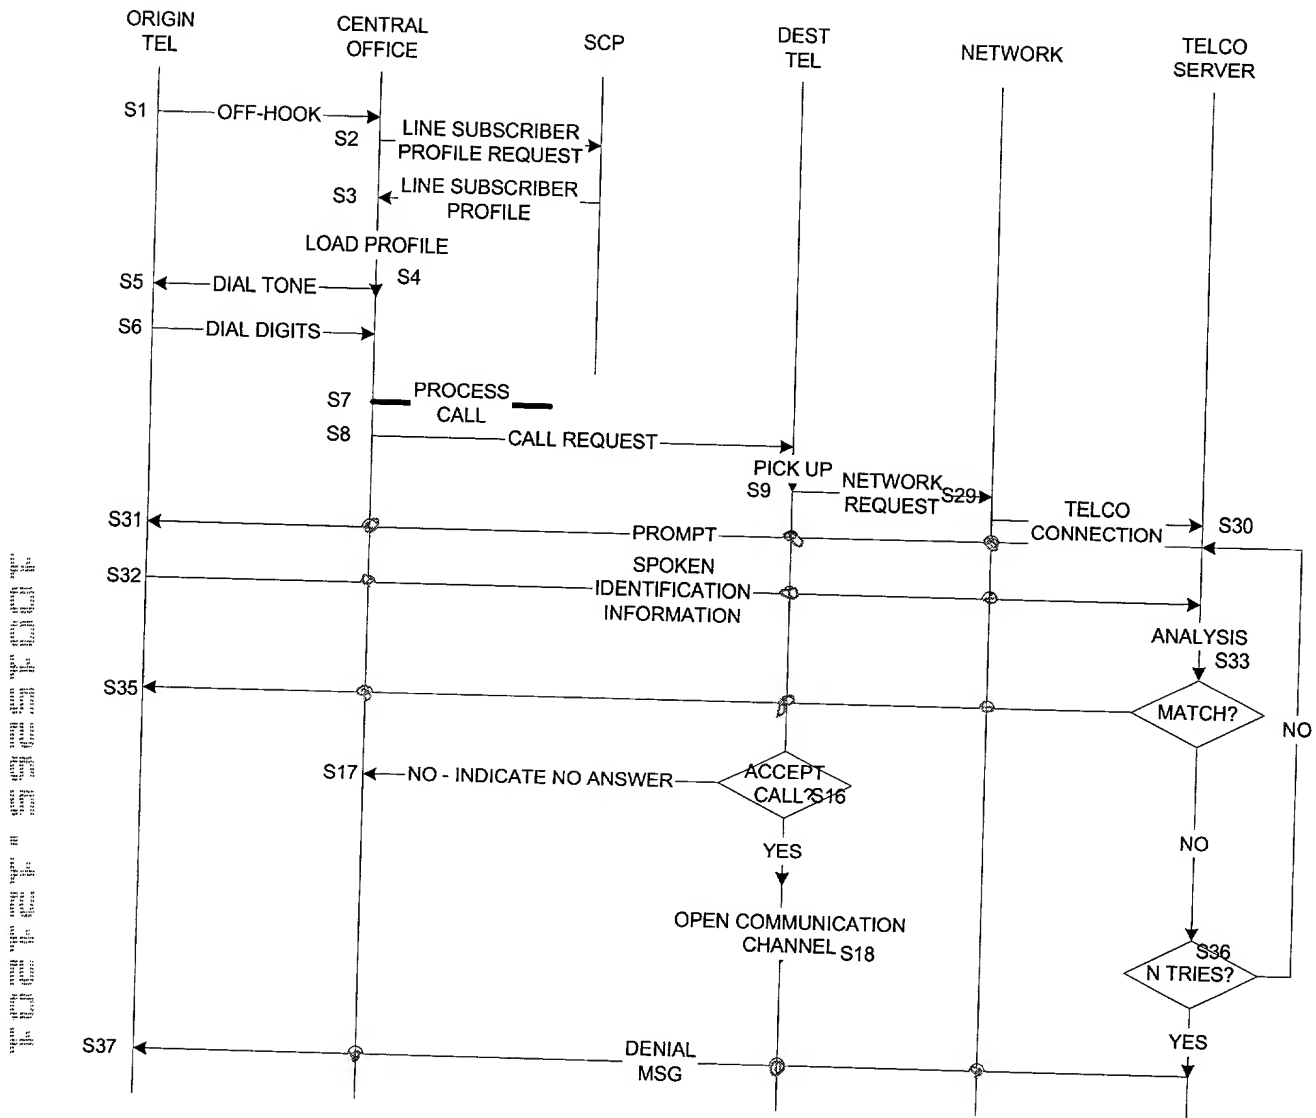 ORIGIN
TEL
CENTRAL
OFFICE
SCP
DEST
TEL
NETWORK
TELCO
SERVER
S1
OFF-HOOK
S2
LINE SUBSCRIBER
PROFILE REQUEST
S3
LINE SUBSCRIBER
PROFILE
LOAD PROFILE
S4
S5
DIAL TONE
S6
DIAL DIGITS
S7
PROCESS
CALL
S8
CALL REQUEST
PICK UP
S9
NETWORK
REQUEST
S29
TELCO
CONNECTION
S30
S31
PROMPT
S32
SPOKEN
IDENTIFICATION
INFORMATION
ANALYSIS
S33
S35
MATCH?
NO
S17
NO - INDICATE NO ANSWER
ACCEPT
CALL?
S16
YES
NO
OPEN COMMUNICATION
CHANNEL
S18
S36
N TRIES?
YES
S37
DENIAL
MSG